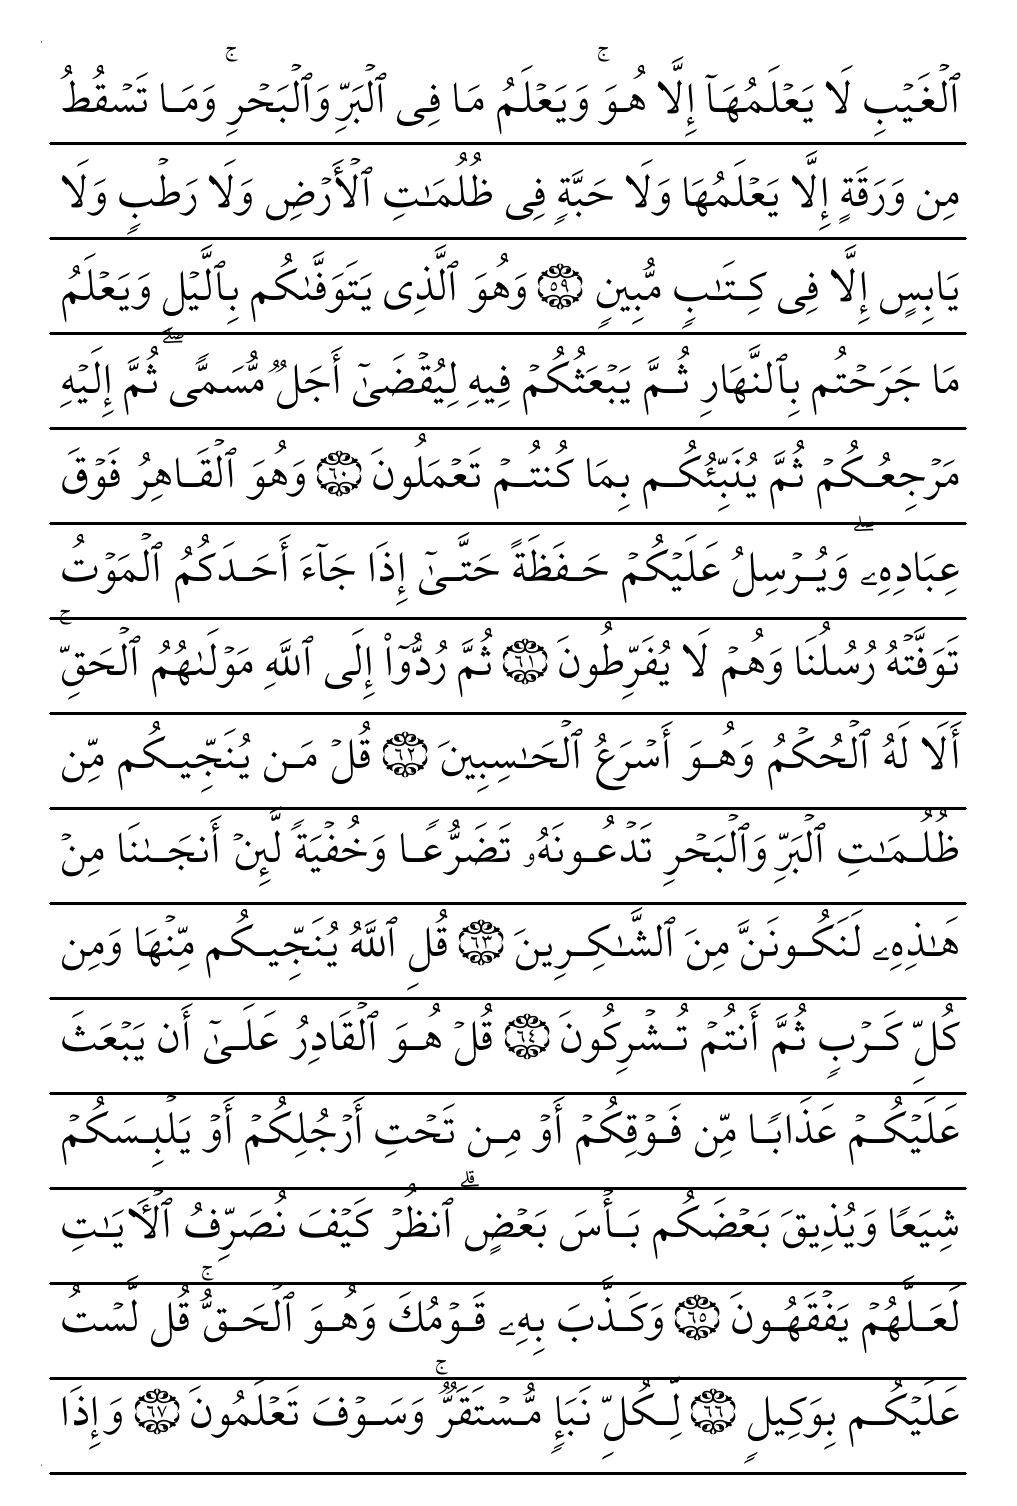 ٱلْغَيْبِ لَا يَعْلَمُهَآ إِلَّا هُوَ ۚ وَيَعْلَمُ مَا فِى ٱلْبَرِّ وَٱلْبَحْرِ ۚ وَمَا تَسْقُطُ
مِن وَرَقَةٍ إِلَّا يَعْلَمُهَا وَلَا حَبَّةٍ فِى ظُلُمَـٰتِ ٱلْأَرْضِ وَلَا رَطْبٍ وَلَا
يَابِسٍ إِلَّا فِى كِتَـٰبٍ مُّبِينٍ ٥٩ وَهُوَ ٱلَّذِى يَتَوَفَّىٰكُم بِٱلَّيْلِ وَيَعْلَمُ
مَا جَرَحْتُم بِٱلنَّهَارِ ثُمَّ يَبْعَثُكُمْ فِيهِ لِيُقْضَىٰٓ أَجَلٌ مُّسَمًّى ۖ ثُمَّ إِلَيْهِ
مَرْجِعُكُمْ ثُمَّ يُنَبِّئُكُم بِمَا كُنتُمْ تَعْمَلُونَ ٦٠ وَهُوَ ٱلْقَاهِرُ فَوْقَ
عِبَادِهِۦ ۖ وَيُرْسِلُ عَلَيْكُمْ حَفَظَةً حَتَّىٰٓ إِذَا جَآءَ أَحَدَكُمُ ٱلْمَوْتُ
تَوَفَّتْهُ رُسُلُنَا وَهُمْ لَا يُفَرِّطُونَ ٦١ ثُمَّ رُدُّوٓا۟ إِلَى ٱللَّهِ مَوْلَىٰهُمُ ٱلْحَقِّ ۚ
أَلَا لَهُ ٱلْحُكْمُ وَهُوَ أَسْرَعُ ٱلْحَـٰسِبِينَ ٦٢ قُلْ مَن يُنَجِّيكُم مِّن
ظُلُمَـٰتِ ٱلْبَرِّ وَٱلْبَحْرِ تَدْعُونَهُۥ تَضَرُّعًا وَخُفْيَةً لَّئِنْ أَنجَىٰنَا مِنْ
هَـٰذِهِۦ لَنَكُونَنَّ مِنَ ٱلشَّـٰكِرِينَ ٦٣ قُلِ ٱللَّهُ يُنَجِّيكُم مِّنْهَا وَمِن
كُلِّ كَرْبٍ ثُمَّ أَنتُمْ تُشْرِكُونَ ٦٤ قُلْ هُوَ ٱلْقَادِرُ عَلَىٰٓ أَن يَبْعَثَ
عَلَيْكُمْ عَذَابًا مِّن فَوْقِكُمْ أَوْ مِن تَحْتِ أَرْجُلِكُمْ أَوْ يَلْبِسَكُمْ
شِيَعًا وَيُذِيقَ بَعْضَكُم بَأْسَ بَعْضٍ ۗ ٱنظُرْ كَيْفَ نُصَرِّفُ ٱلْـَٔايَـٰتِ
لَعَلَّهُمْ يَفْقَهُونَ ٦٥ وَكَذَّبَ بِهِۦ قَوْمُكَ وَهُوَ ٱلْحَقُّ ۚ قُل لَّسْتُ
عَلَيْكُم بِوَكِيلٍ ٦٦ لِّكُلِّ نَبَإٍ مُّسْتَقَرٌّ ۚ وَسَوْفَ تَعْلَمُونَ ٦٧ وَإِذَا